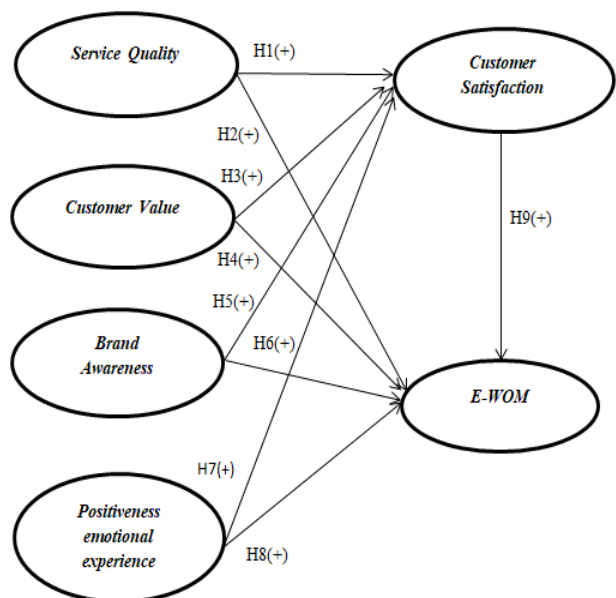 Service Quality
H1(+)
Customer
Satisfaction
H2(+)
H3(+)
Customer Value
H9(+)
H4(+)
H5(+)
Brand
Awareness
H6(+)
E-WOM
H7(+)
Positiveness
emotional
experience
H8(+)